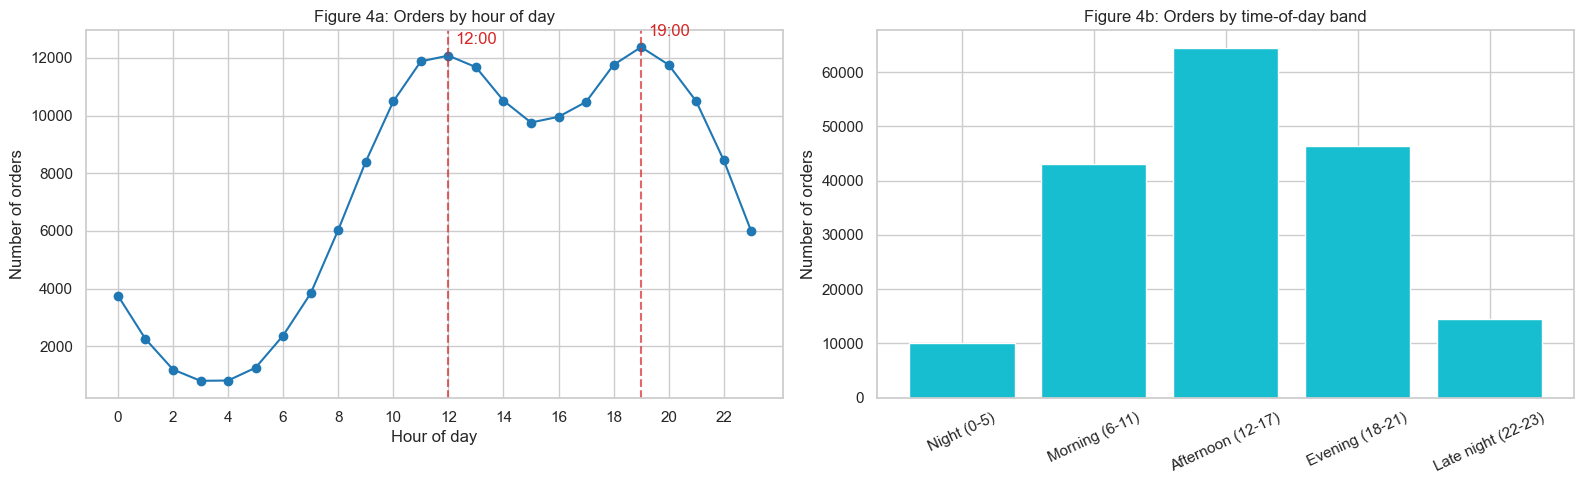 Figure 4a: Orders by hour of day
12:00
19:00
Number of orders
12000
10000
8000
6000
4000
2000
0 2 4 6 8 10 12 14 16 18 20 22
Hour of day
Figure 4b: Orders by time-of-day band
Number of orders
60000
50000
40000
30000
20000
10000
0
Night (0-5)
Morning (6-11)
Afternoon (12-17)
Evening (18-21)
Late night (22-23)